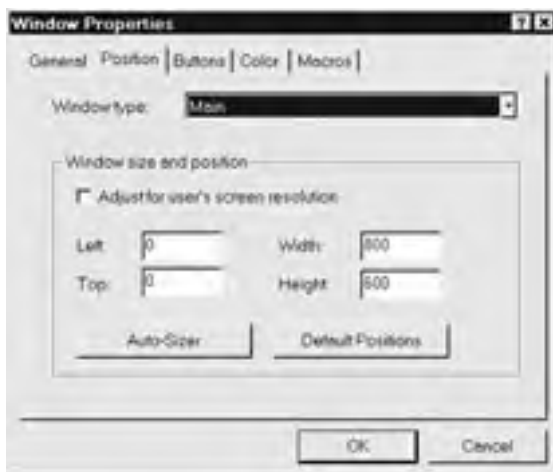 Window Properties
General Position Buttons Color Macros
Window type: Main
Window size and position
Adjust for user's screen resolution
Left: 0 Width: 800
Top: 0 Height: 600
Auto-Sizer Default Positions
OK Cancel